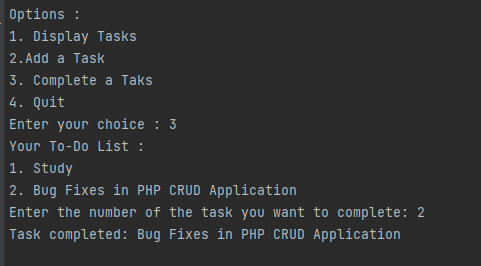 Options :
1. Display Tasks
2.Add a Task
3. Complete a Taks
4. Quit
Enter your choice : 3
Your To-Do List :
1. Study
2. Bug Fixes in PHP CRUD Application
Enter the number of the task you want to complete: 2
Task completed: Bug Fixes in PHP CRUD Application